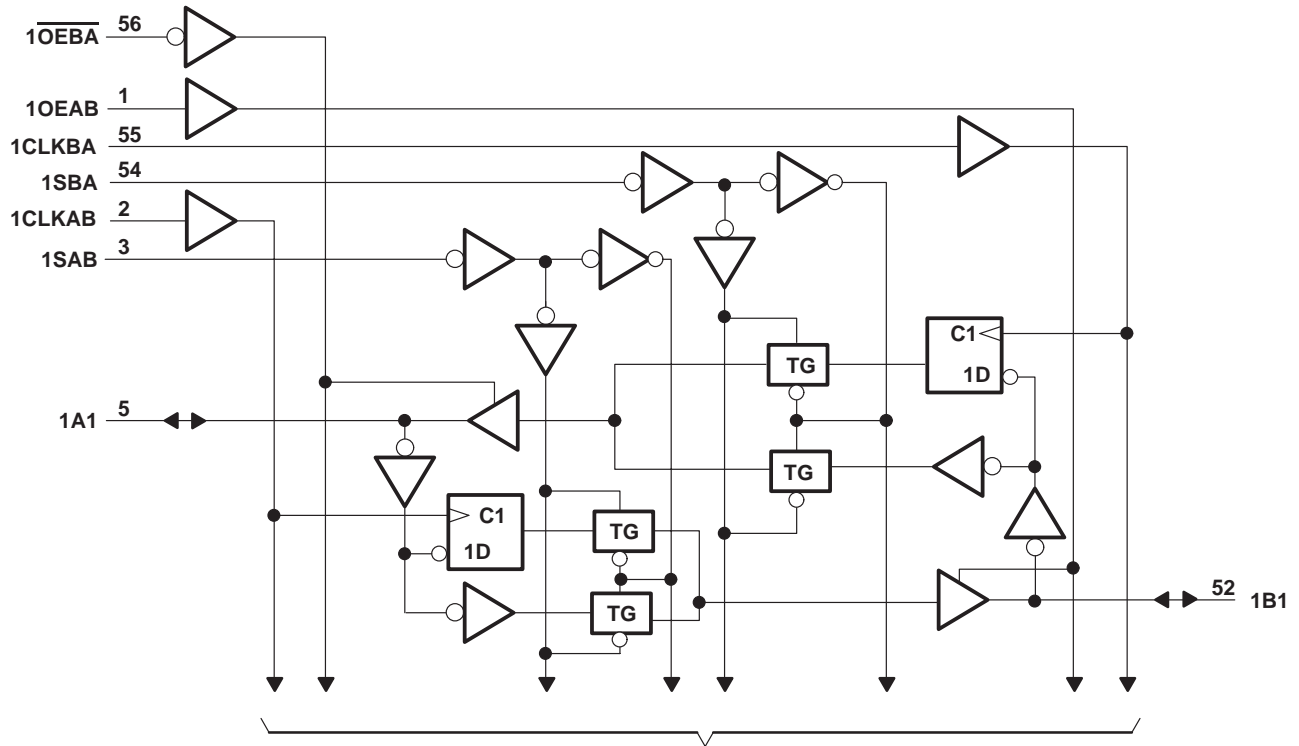 1O̅E̅B̅A̅ 56
1OEAB 1
1CLKBA 55
1SBA 54
1CLKAB 2
1SAB 3
C1
1D
TG
1A1 5
TG
C1
1D
TG
TG
52 1B1